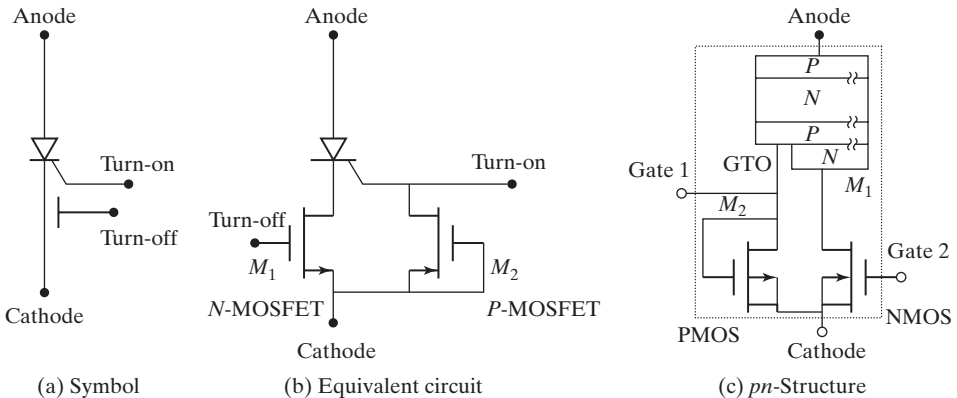 Anode
Turn-on
Turn-off
Cathode
(a) Symbol
Anode
Turn-on
Turn-off
M1
M2
N-MOSFET
P-MOSFET
Cathode
(b) Equivalent circuit
Anode
P
N
P
N
GTO
M1
Gate 1
M2
Gate 2
PMOS
NMOS
Cathode
(c) pn-Structure